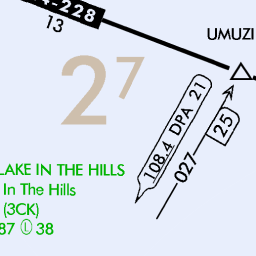 4-228
13
UMUZI
27
108.4 DPA 21
25
027
LAKE IN THE HILLS
In The Hills
(3CK)
87 Ⓛ 38